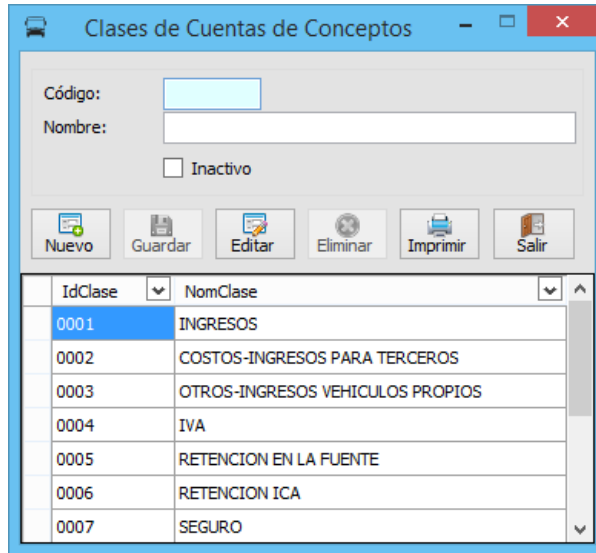 Clases de Cuentas de Conceptos
Código:
Nombre:
Inactivo
Nuevo Guardar Editar Eliminar Imprimir Salir
IdClase NomClase
0001 INGRESOS
0002 COSTOS-INGRESOS PARA TERCEROS
0003 OTROS-INGRESOS VEHICULOS PROPIOS
0004 IVA
0005 RETENCION EN LA FUENTE
0006 RETENCION ICA
0007 SEGURO